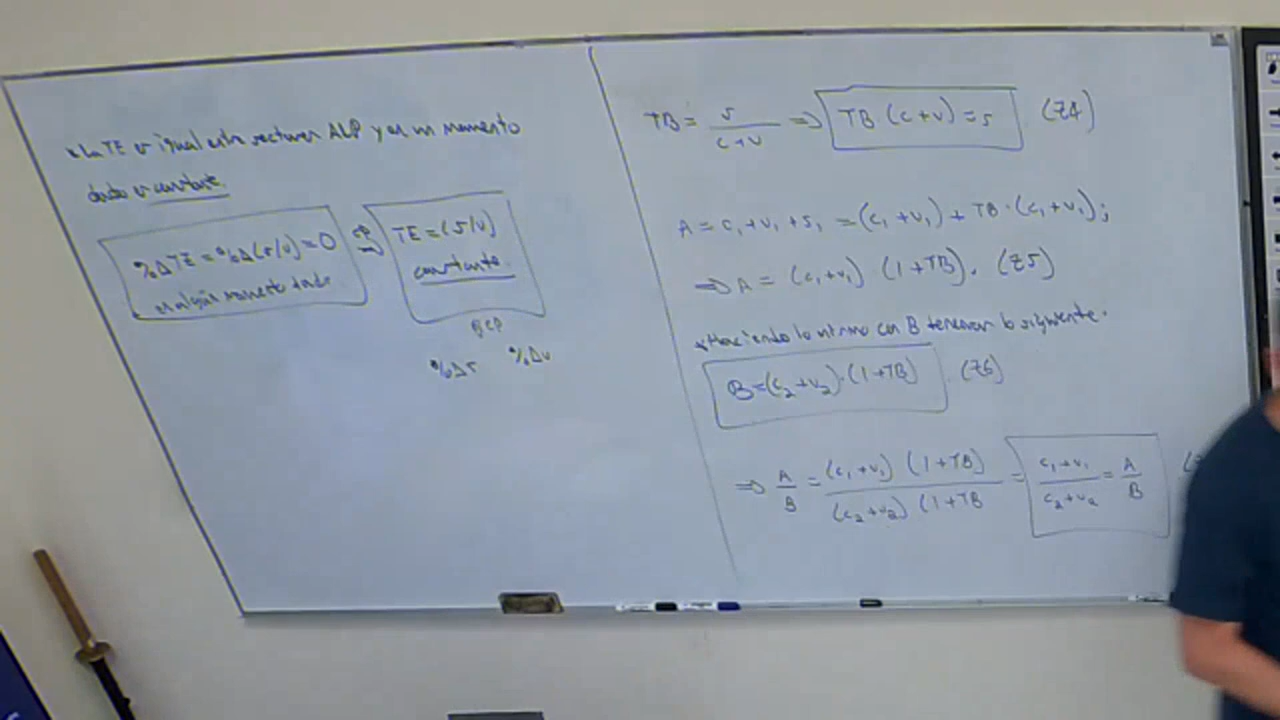 * La TE es igual entre sectores ALP y en un momento
dado es constante.
%ΔTE = %Δ(s/v) = 0
en algún momento dado
⇒
TE = (s/v)
constante.
%Δs %Δv
TB = s/(c+v) ⇒ TB (c+v) = s (Z4)
A = c₁+v₁+s₁ = (c₁+v₁) + TB·(c₁+v₁);
⇒ A = (c₁+v₁) (1+TB). (Z5)
* Haciendo lo mismo con B tenemos lo siguiente.
B = (c₂+v₂)·(1+TB) (Z6)
⇒ A/B = (c₁+v₁) (1+TB) / (c₂+v₂) (1+TB = c₁+v₁ / c₂+v₂ = A/B